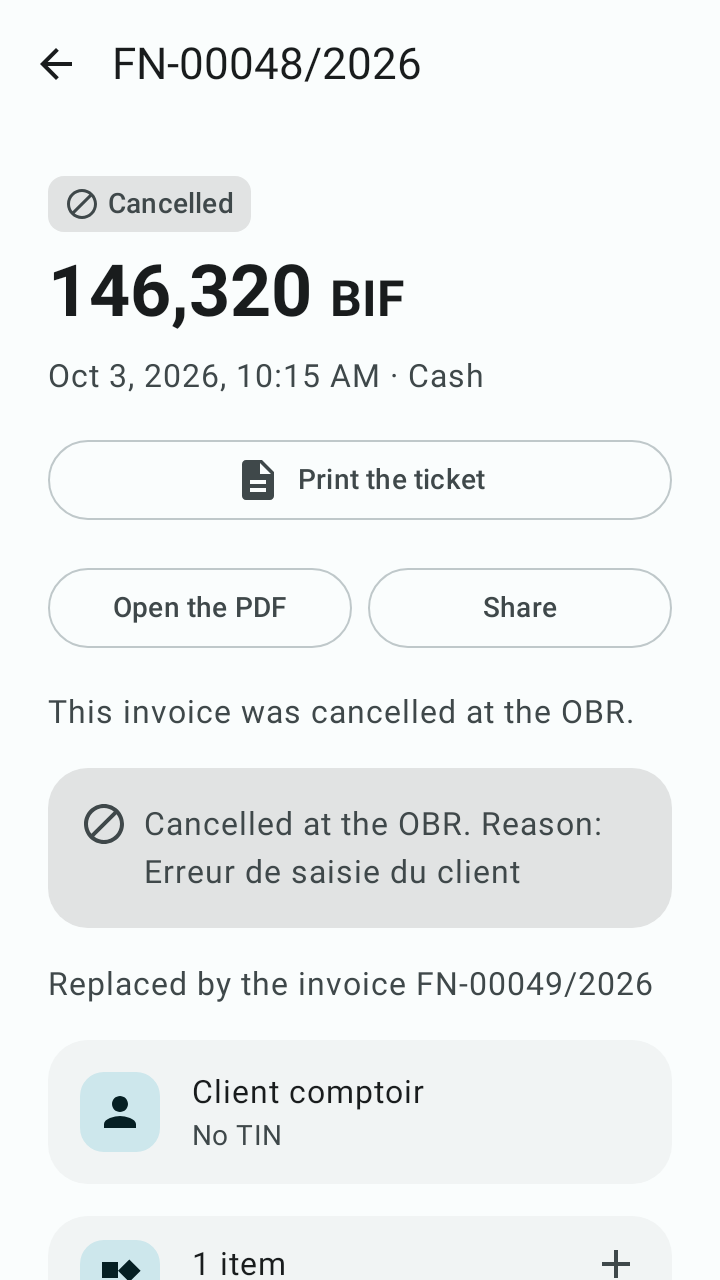 FN-00048/2026
Cancelled
146,320 BIF
Oct 3, 2026, 10:15 AM · Cash
Print the ticket
Open the PDF
Share
This invoice was cancelled at the OBR.
Cancelled at the OBR. Reason:
Erreur de saisie du client
Replaced by the invoice FN-00049/2026
Client comptoir
No TIN
1 item